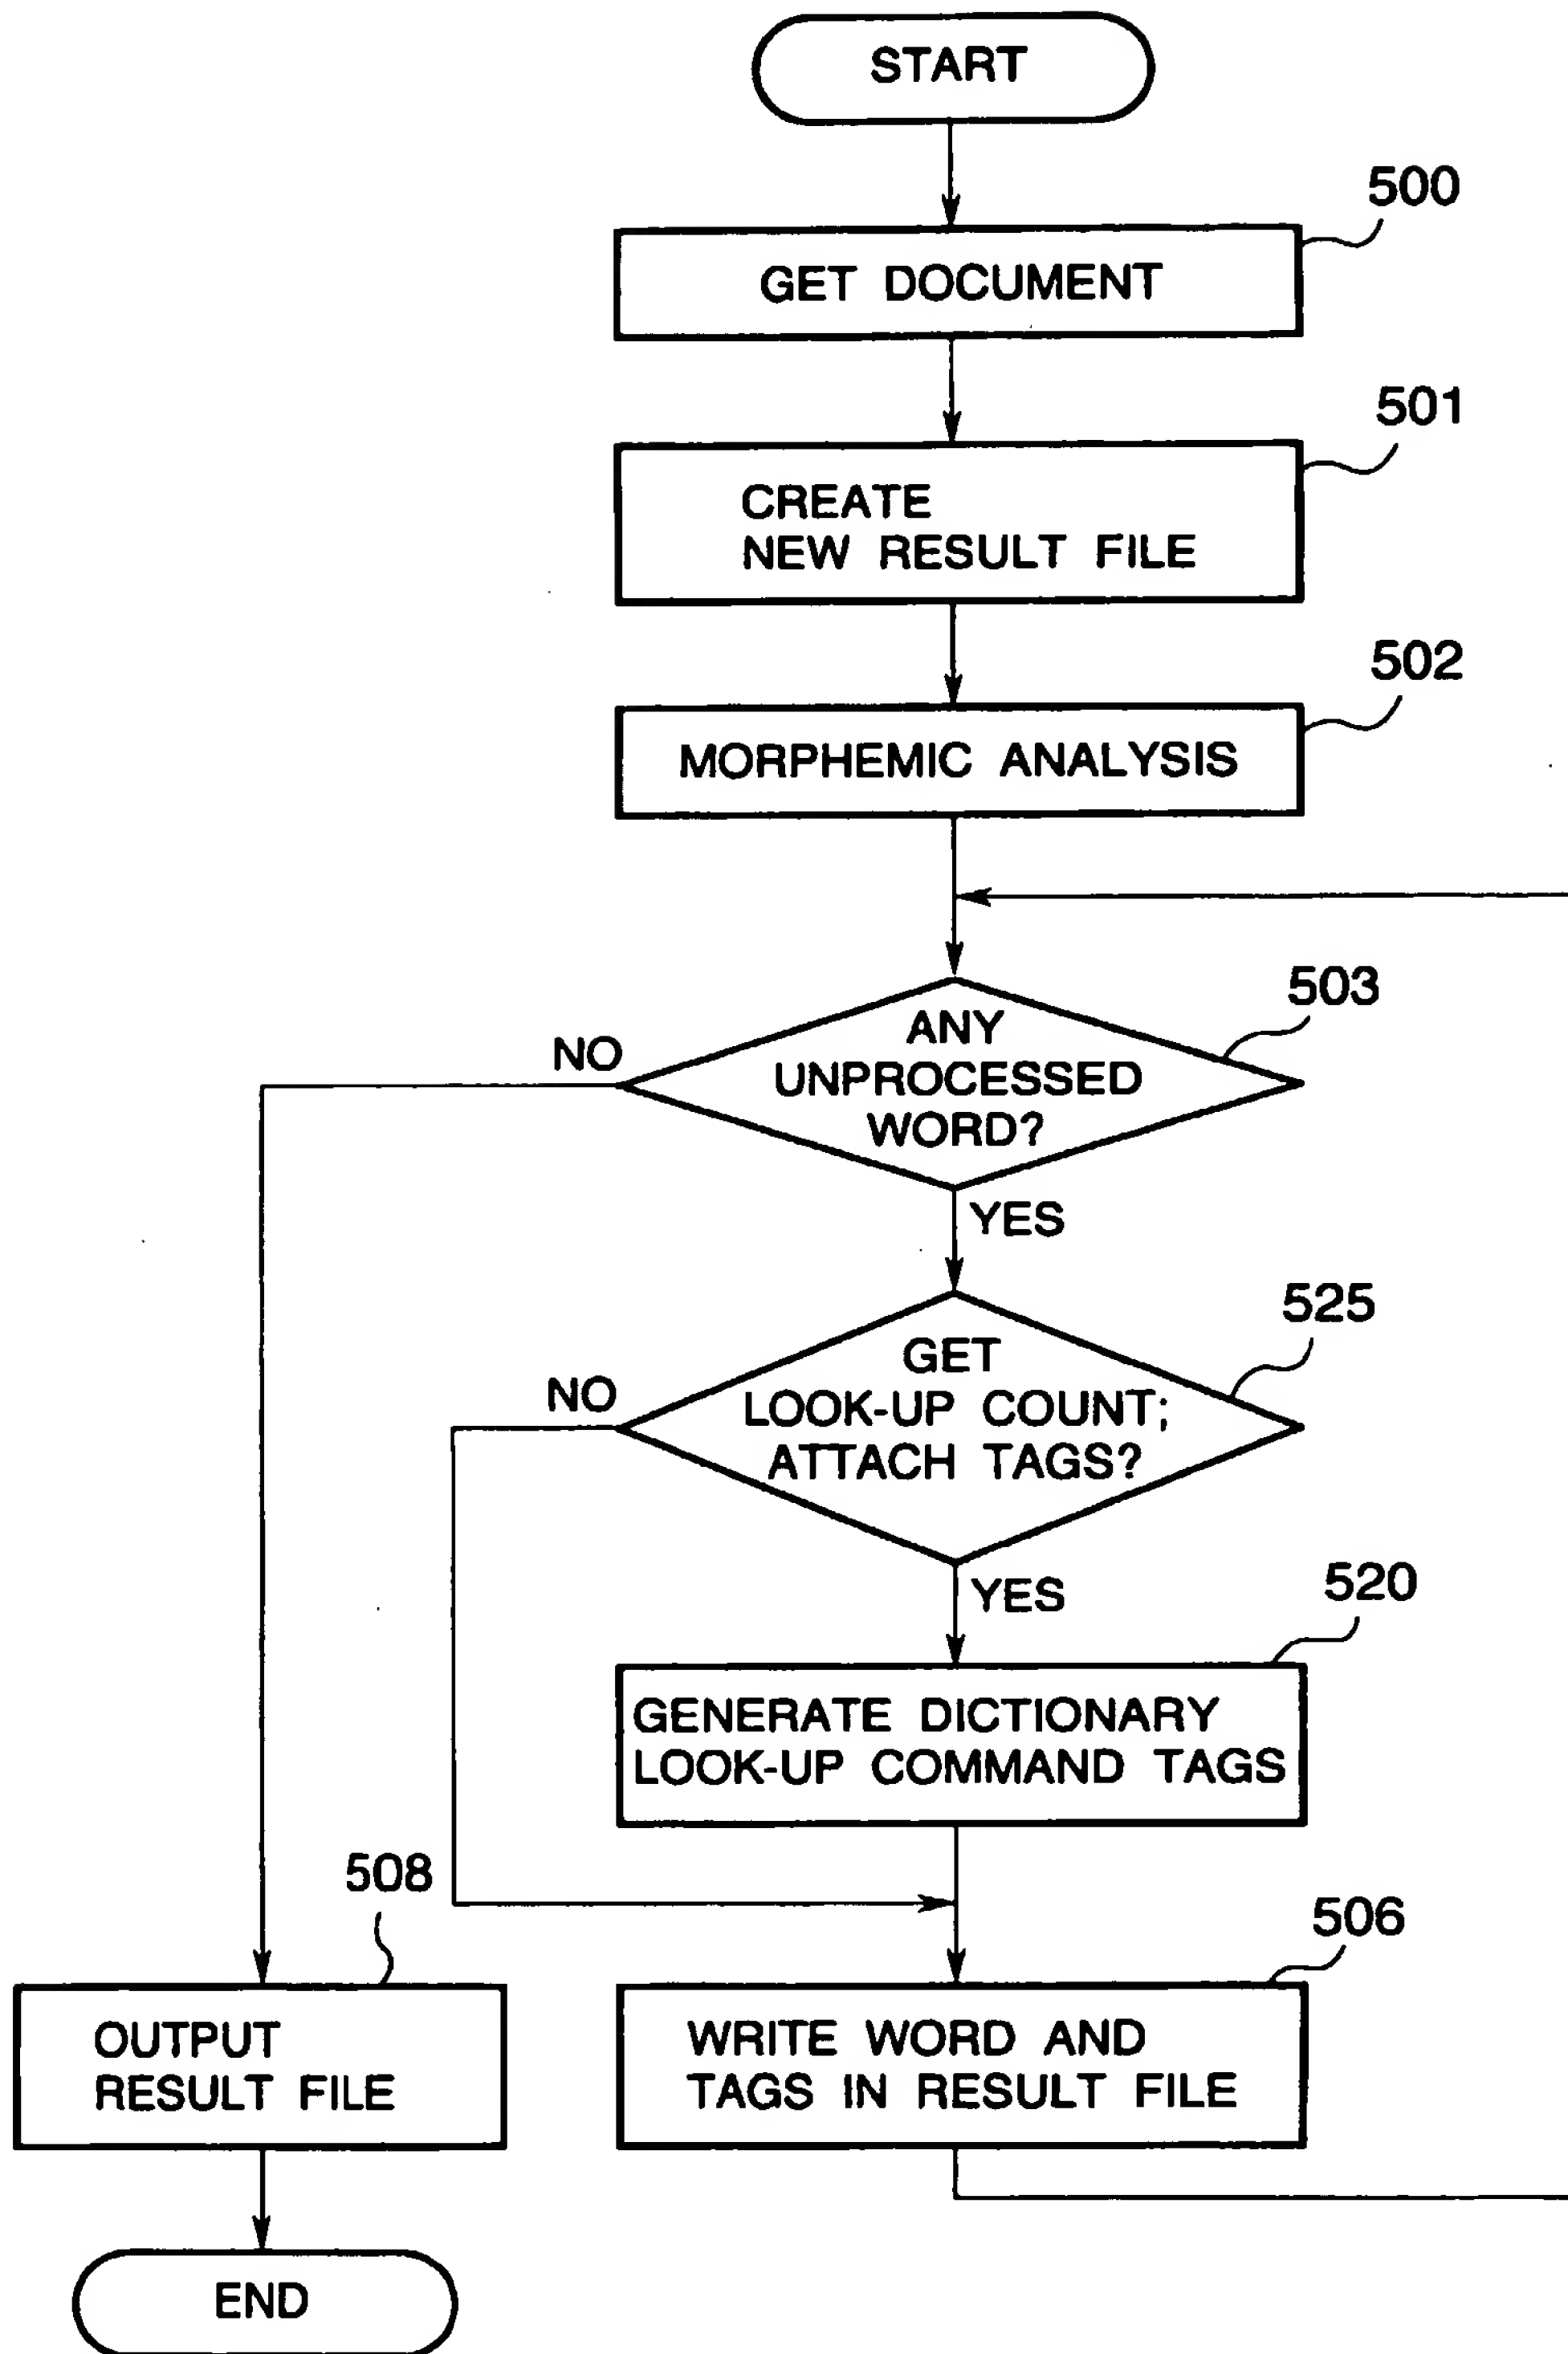 START
500
GET DOCUMENT
501
CREATE
NEW RESULT FILE
502
MORPHEMIC ANALYSIS
503
NO
ANY
UNPROCESSED
WORD?
YES
525
NO
GET
LOOK-UP COUNT;
ATTACH TAGS?
YES
520
GENERATE DICTIONARY
LOOK-UP COMMAND TAGS
508
506
OUTPUT
RESULT FILE
WRITE WORD AND
TAGS IN RESULT FILE
END